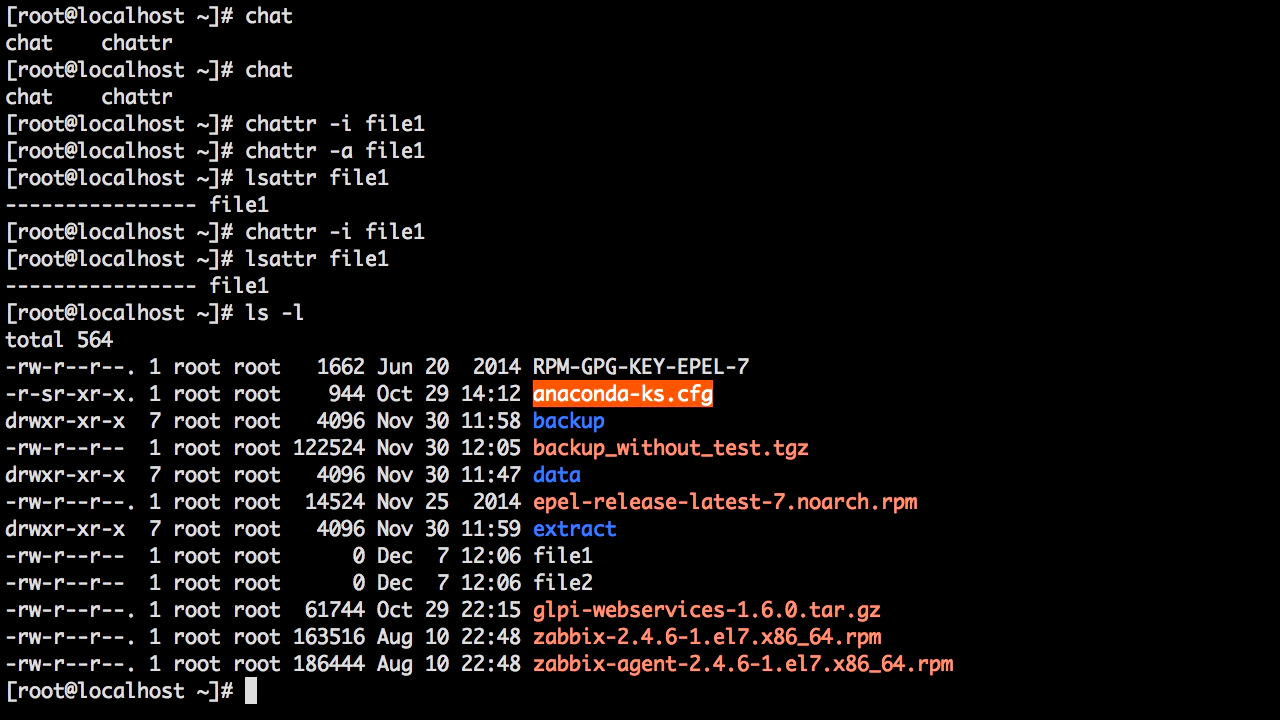 [root@localhost ~]# chat
chat    chattr
[root@localhost ~]# chat
chat    chattr
[root@localhost ~]# chattr -i file1
[root@localhost ~]# chattr -a file1
[root@localhost ~]# lsattr file1
---------------- file1
[root@localhost ~]# chattr -i file1
[root@localhost ~]# lsattr file1
---------------- file1
[root@localhost ~]# ls -l
total 564
-rw-r--r--. 1 root root   1662 Jun 20  2014 RPM-GPG-KEY-EPEL-7
-r-sr-xr-x. 1 root root    944 Oct 29 14:12 anaconda-ks.cfg
drwxr-xr-x  7 root root   4096 Nov 30 11:58 backup
-rw-r--r--  1 root root 122524 Nov 30 12:05 backup_without_test.tgz
drwxr-xr-x  7 root root   4096 Nov 30 11:47 data
-rw-r--r--. 1 root root  14524 Nov 25  2014 epel-release-latest-7.noarch.rpm
drwxr-xr-x  7 root root   4096 Nov 30 11:59 extract
-rw-r--r--  1 root root      0 Dec  7 12:06 file1
-rw-r--r--  1 root root      0 Dec  7 12:06 file2
-rw-r--r--. 1 root root  61744 Oct 29 22:15 glpi-webservices-1.6.0.tar.gz
-rw-r--r--. 1 root root 163516 Aug 10 22:48 zabbix-2.4.6-1.el7.x86_64.rpm
-rw-r--r--. 1 root root 186444 Aug 10 22:48 zabbix-agent-2.4.6-1.el7.x86_64.rpm
[root@localhost ~]#